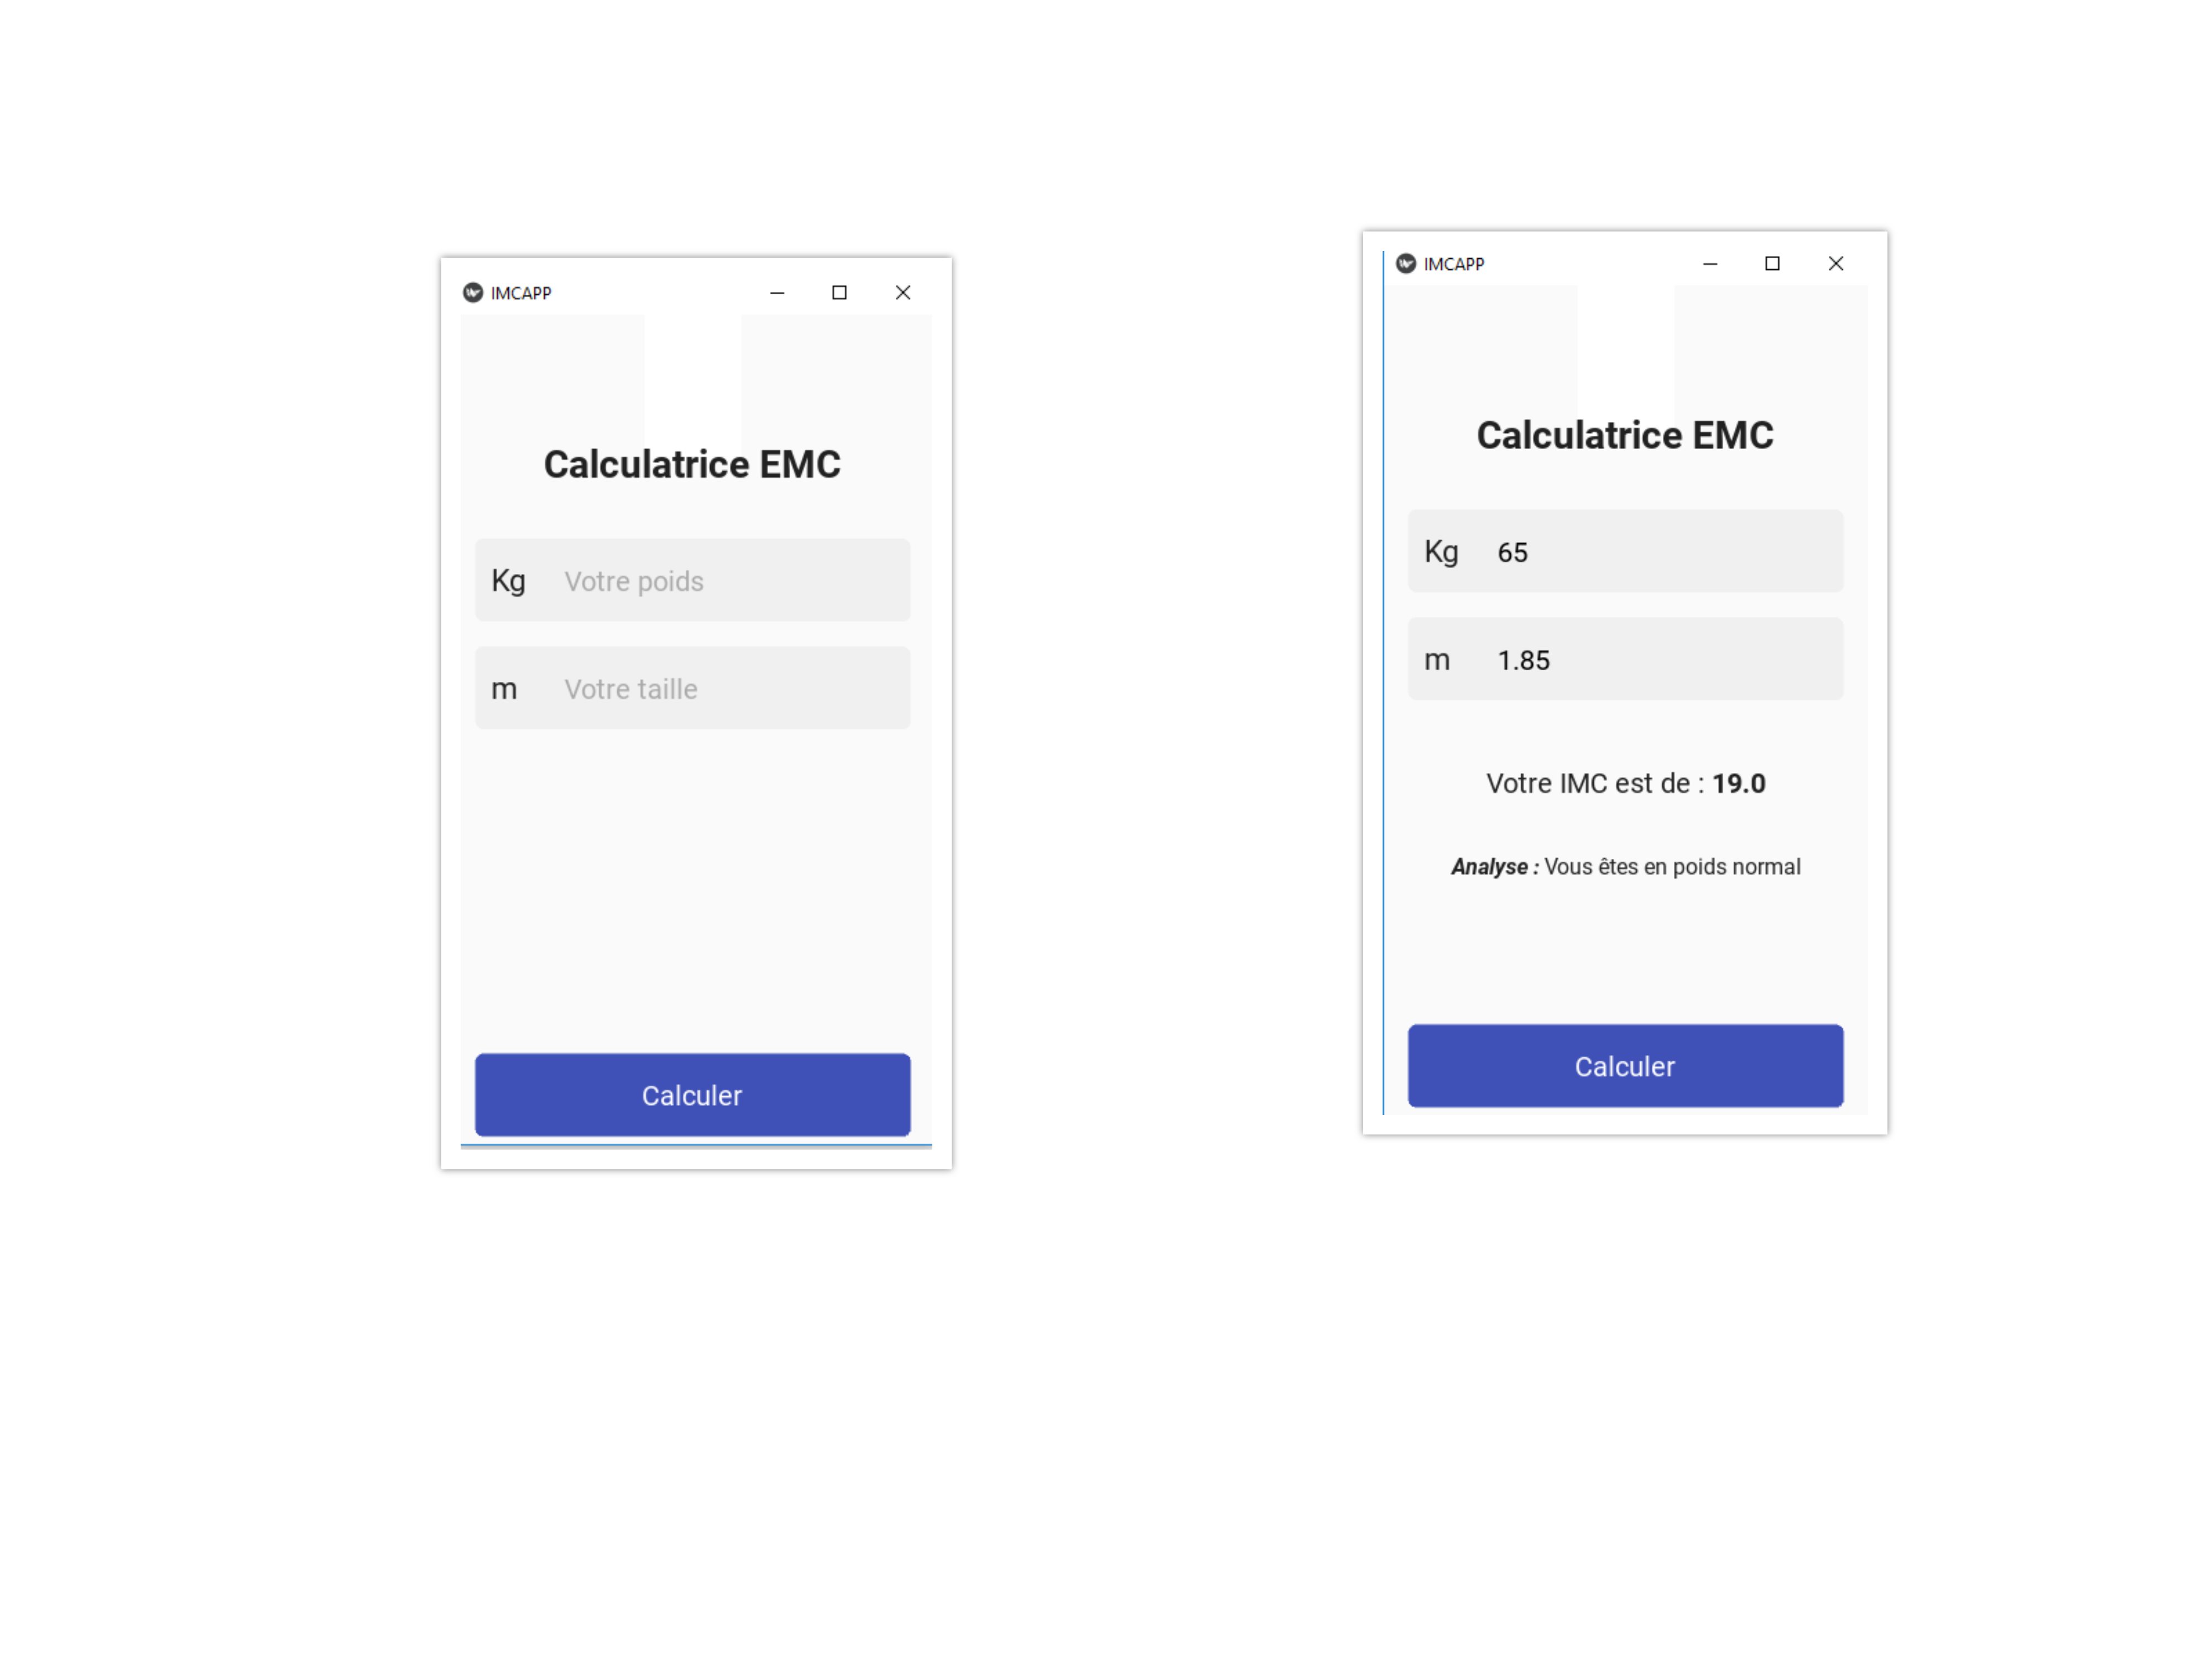 IMCAPP
Calculatrice EMC
Kg Votre poids
m Votre taille
Calculer
IMCAPP
Calculatrice EMC
Kg 65
m 1.85
Votre IMC est de : 19.0
Analyse : Vous êtes en poids normal
Calculer